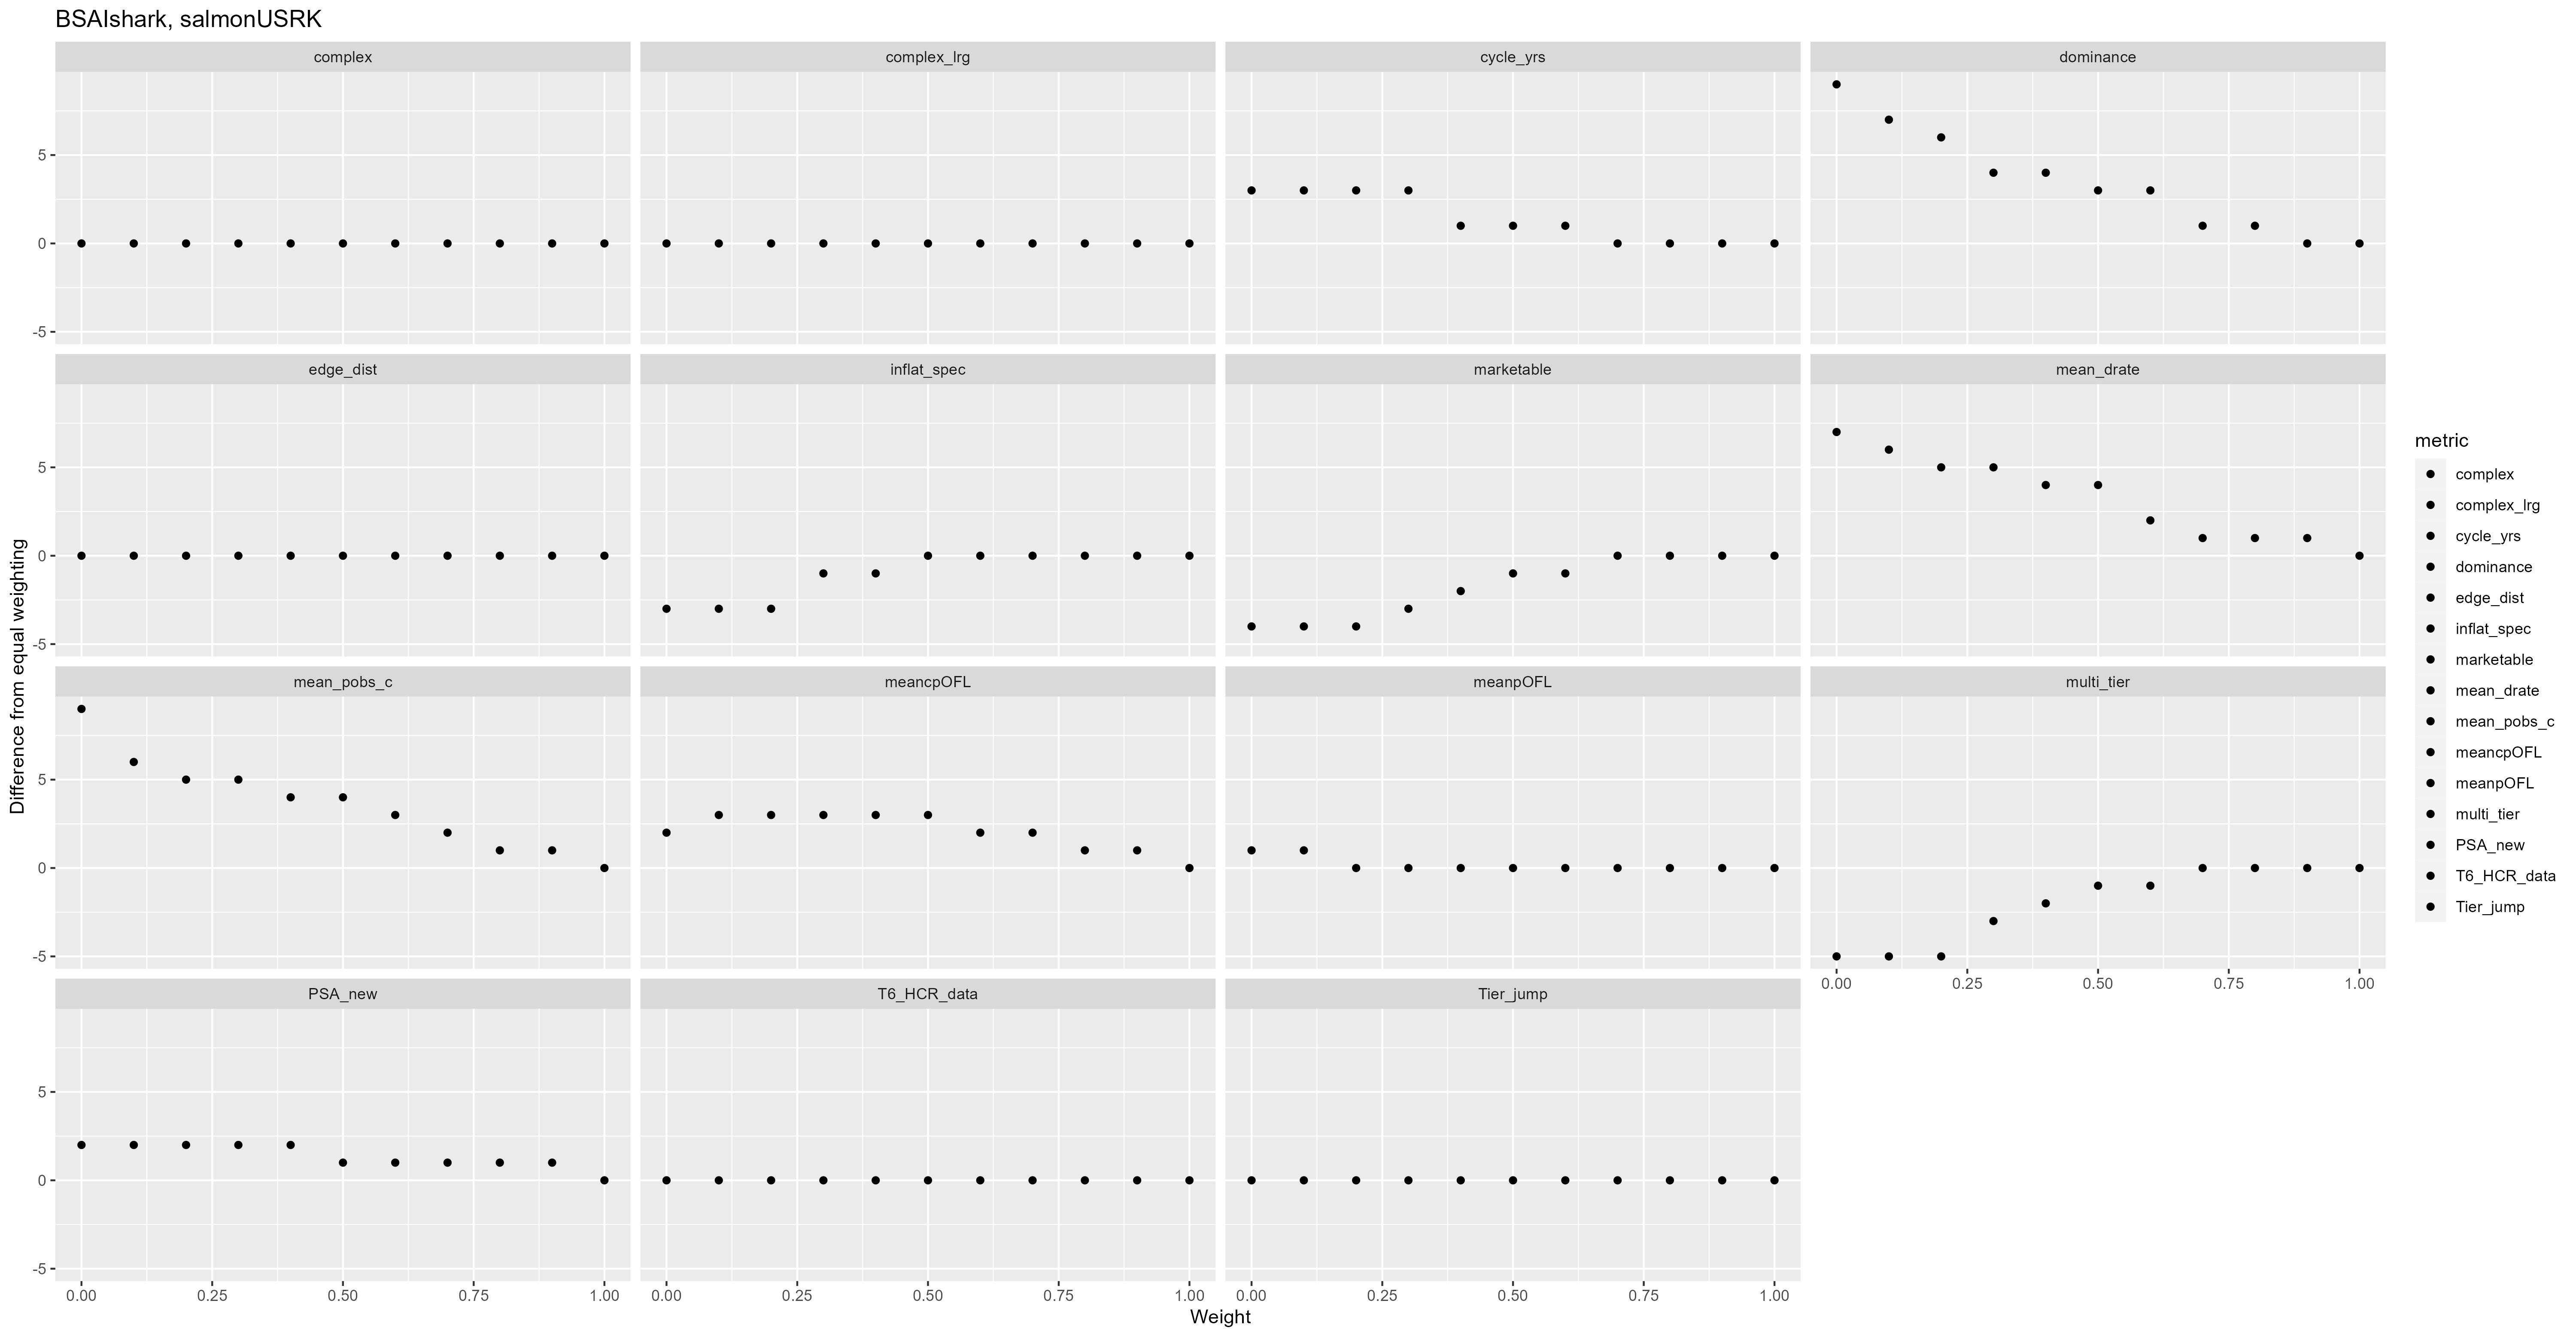 BSAIshark, salmonUSRK
complex complex_lrg cycle_yrs dominance
5
0
-5
edge_dist inflat_spec marketable mean_drate
5
0
-5
mean_pobs_c meancpOFL meanpOFL multi_tier
5
0
-5
0.00 0.25 0.50 0.75 1.00
PSA_new T6_HCR_data Tier_jump
5
0
-5
0.00 0.25 0.50 0.75 1.00 0.00 0.25 0.50 0.75 1.00 0.00 0.25 0.50 0.75 1.00
Weight
Difference from equal weighting
metric
complex
complex_lrg
cycle_yrs
dominance
edge_dist
inflat_spec
marketable
mean_drate
mean_pobs_c
meancpOFL
meanpOFL
multi_tier
PSA_new
T6_HCR_data
Tier_jump